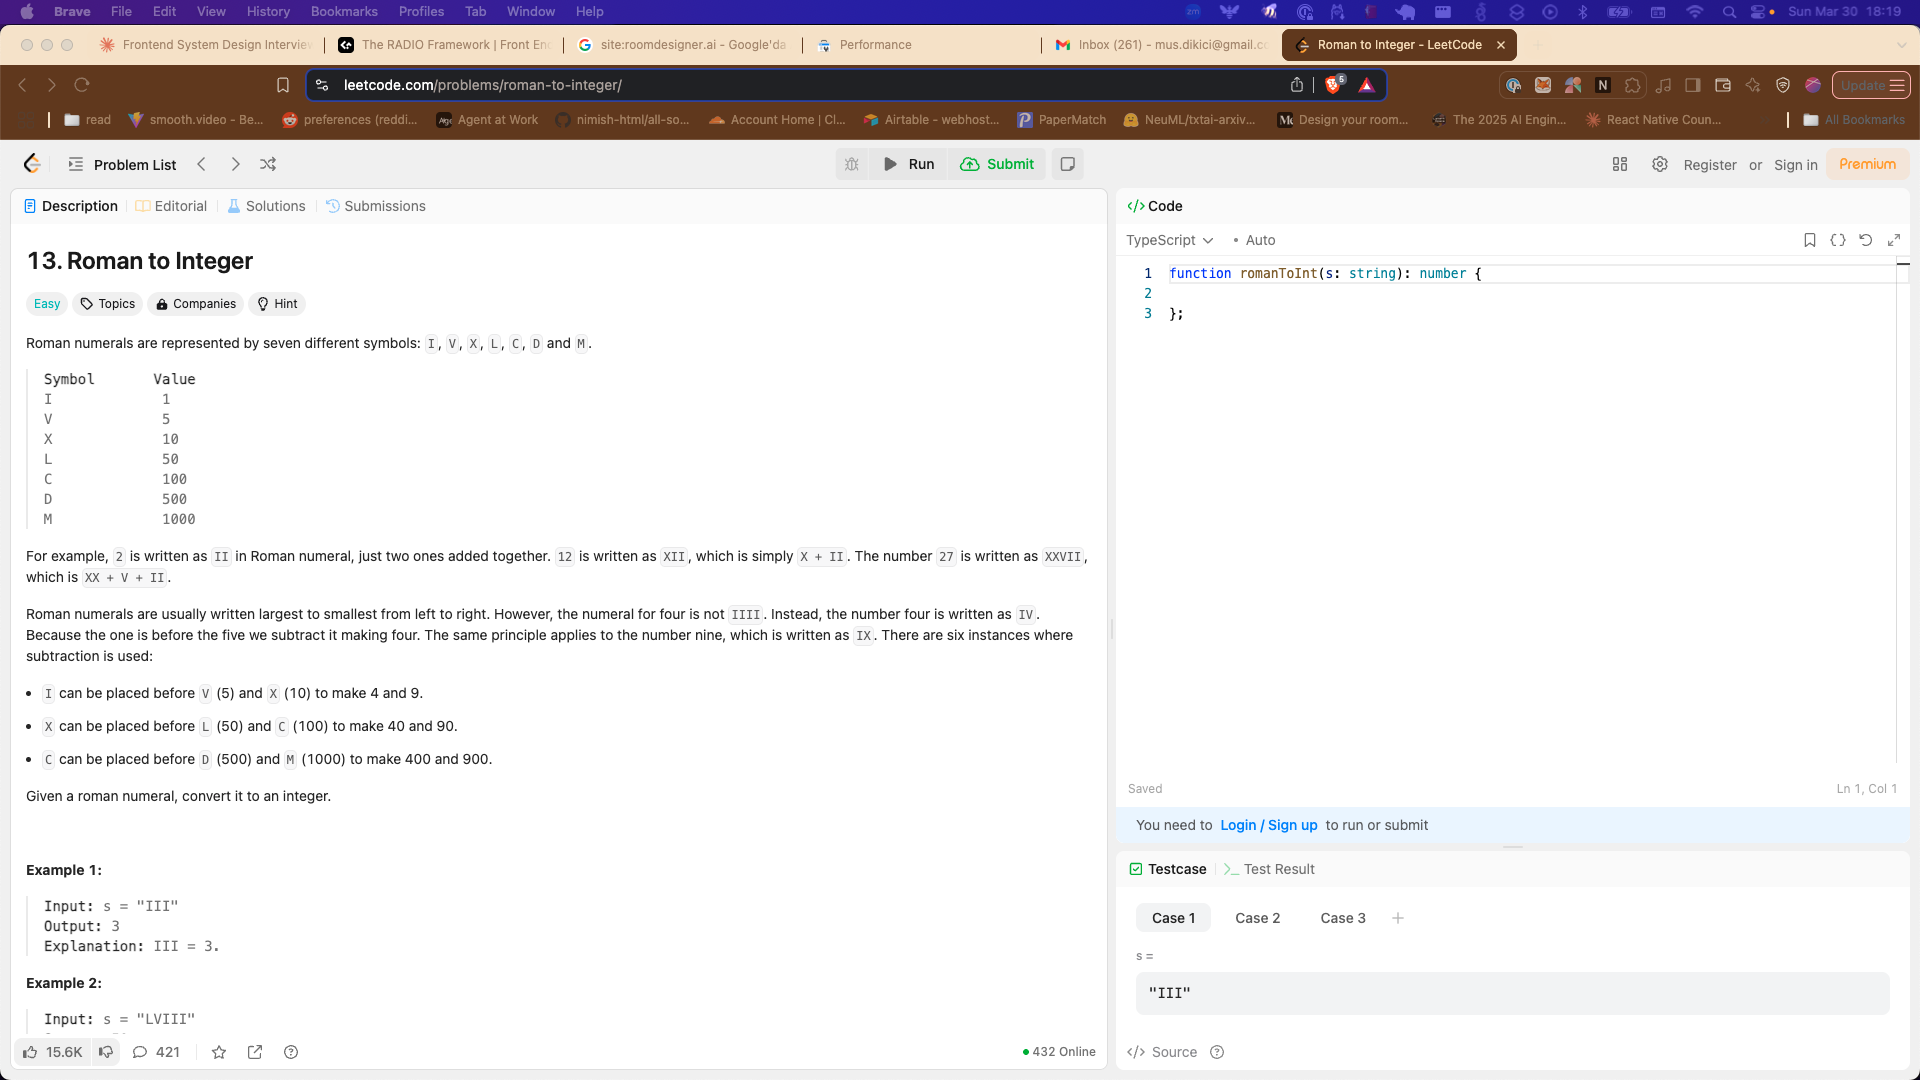 Brave File Edit View History Bookmarks Profiles Tab Window Help Sun Mar 30 18:19
Frontend System Design Interview
The RADIO Framework | Front End
site:roomdesigner.ai - Google'da
Performance
Inbox (261) - mus.dikici@gmail.co
Roman to Integer - LeetCode
leetcode.com/problems/roman-to-integer/
5
Update
read
smooth.video - Be...
preferences (reddi...
Agent at Work
nimish-html/all-so...
Account Home | Cl...
Airtable - webhost...
PaperMatch
NeuML/txtai-arxiv...
Design your room...
The 2025 AI Engin...
React Native Coun...
All Bookmarks
Problem List
Run
Submit
Register or Sign in
Premium
Description
Editorial
Solutions
Submissions
13. Roman to Integer
Easy
Topics
Companies
Hint
Roman numerals are represented by seven different symbols: I, V, X, L, C, D and M.
Symbol Value
I 1
V 5
X 10
L 50
C 100
D 500
M 1000
For example, 2 is written as II in Roman numeral, just two ones added together. 12 is written as XII, which is simply X + II. The number 27 is written as XXVII,
which is XX + V + II.
Roman numerals are usually written largest to smallest from left to right. However, the numeral for four is not IIII. Instead, the number four is written as IV.
Because the one is before the five we subtract it making four. The same principle applies to the number nine, which is written as IX. There are six instances where
subtraction is used:
• I can be placed before V (5) and X (10) to make 4 and 9.
• X can be placed before L (50) and C (100) to make 40 and 90.
• C can be placed before D (500) and M (1000) to make 400 and 900.
Given a roman numeral, convert it to an integer.
Example 1:
Input: s = "III"
Output: 3
Explanation: III = 3.
Example 2:
Input: s = "LVIII"
15.6K
421
432 Online
</> Code
TypeScript
• Auto
1 function romanToInt(s: string): number {
2
3 };
Saved
Ln 1, Col 1
You need to Login / Sign up to run or submit
Testcase
>_ Test Result
Case 1
Case 2
Case 3
+
s =
"III"
</> Source